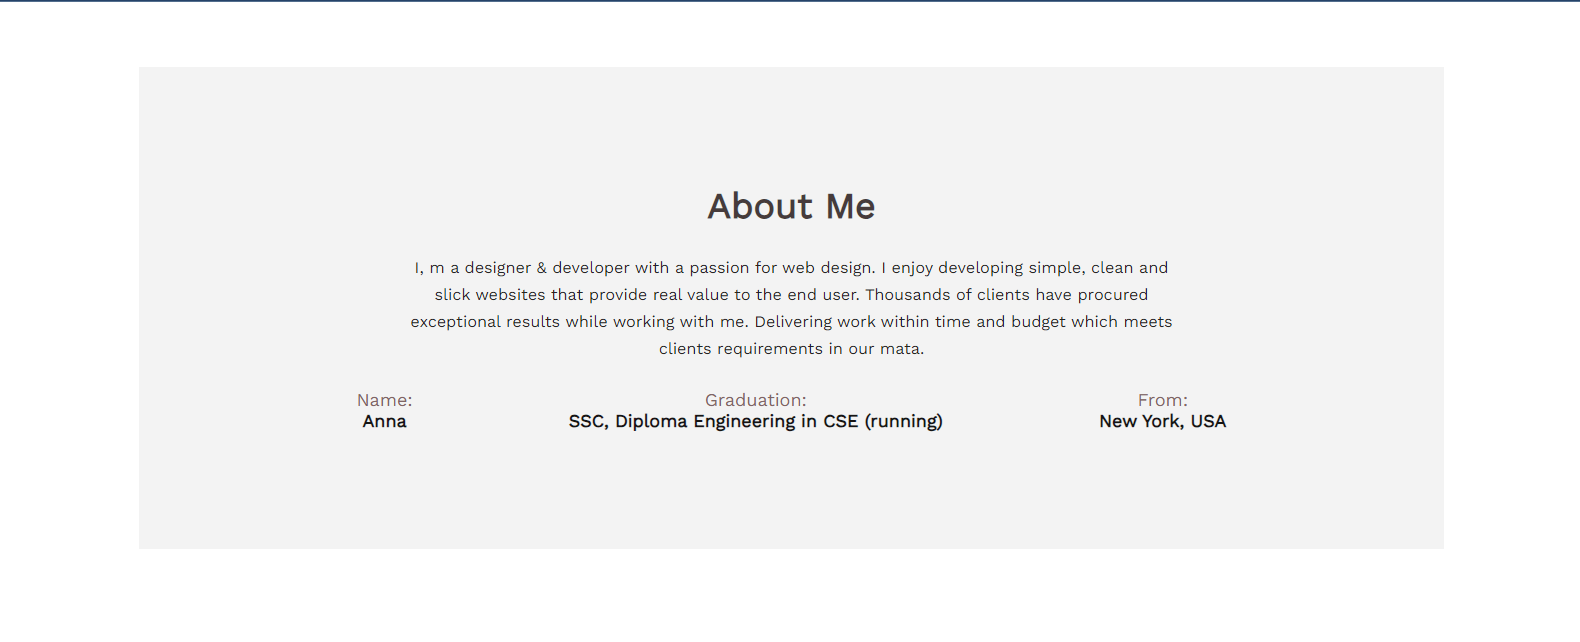 About Me
I, m a designer & developer with a passion for web design. I enjoy developing simple, clean and
slick websites that provide real value to the end user. Thousands of clients have procured
exceptional results while working with me. Delivering work within time and budget which meets
clients requirements in our mata.
Name:
Anna
Graduation:
SSC, Diploma Engineering in CSE (running)
From:
New York, USA